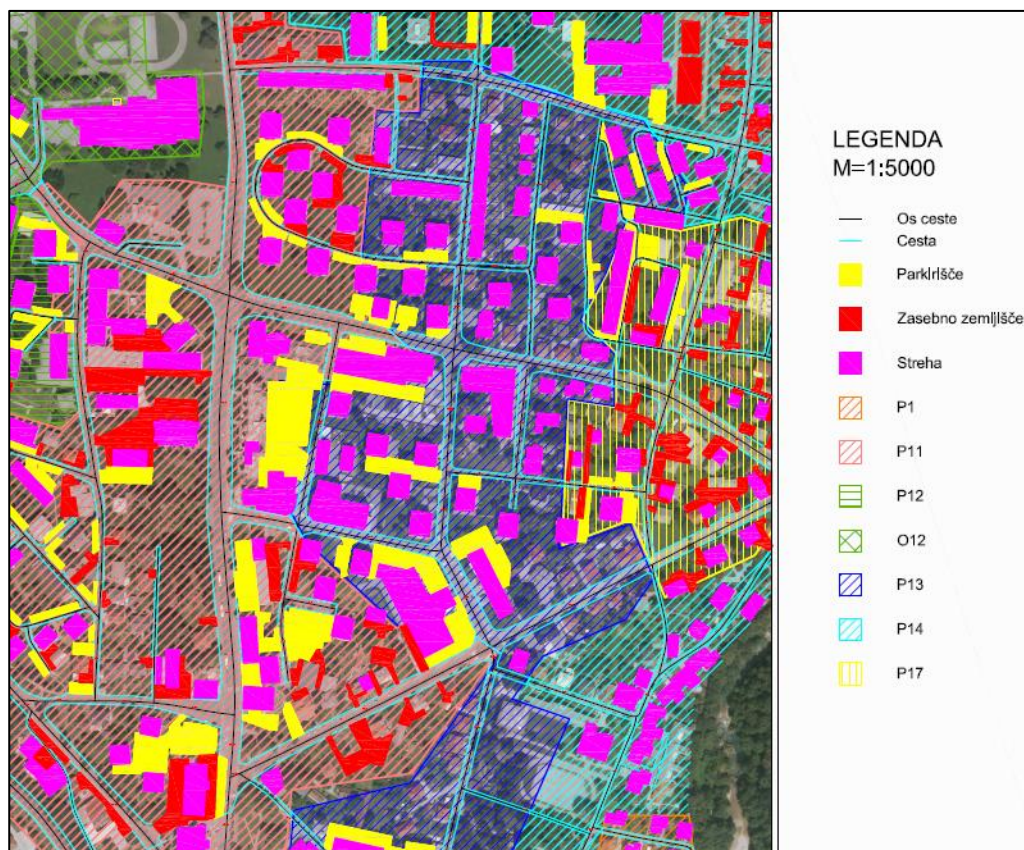 LEGENDA
M=1:5000
Os ceste
Cesta
Parkirišče
Zasebno zemljišče
Streha
P1
P11
P12
O12
P13
P14
P17